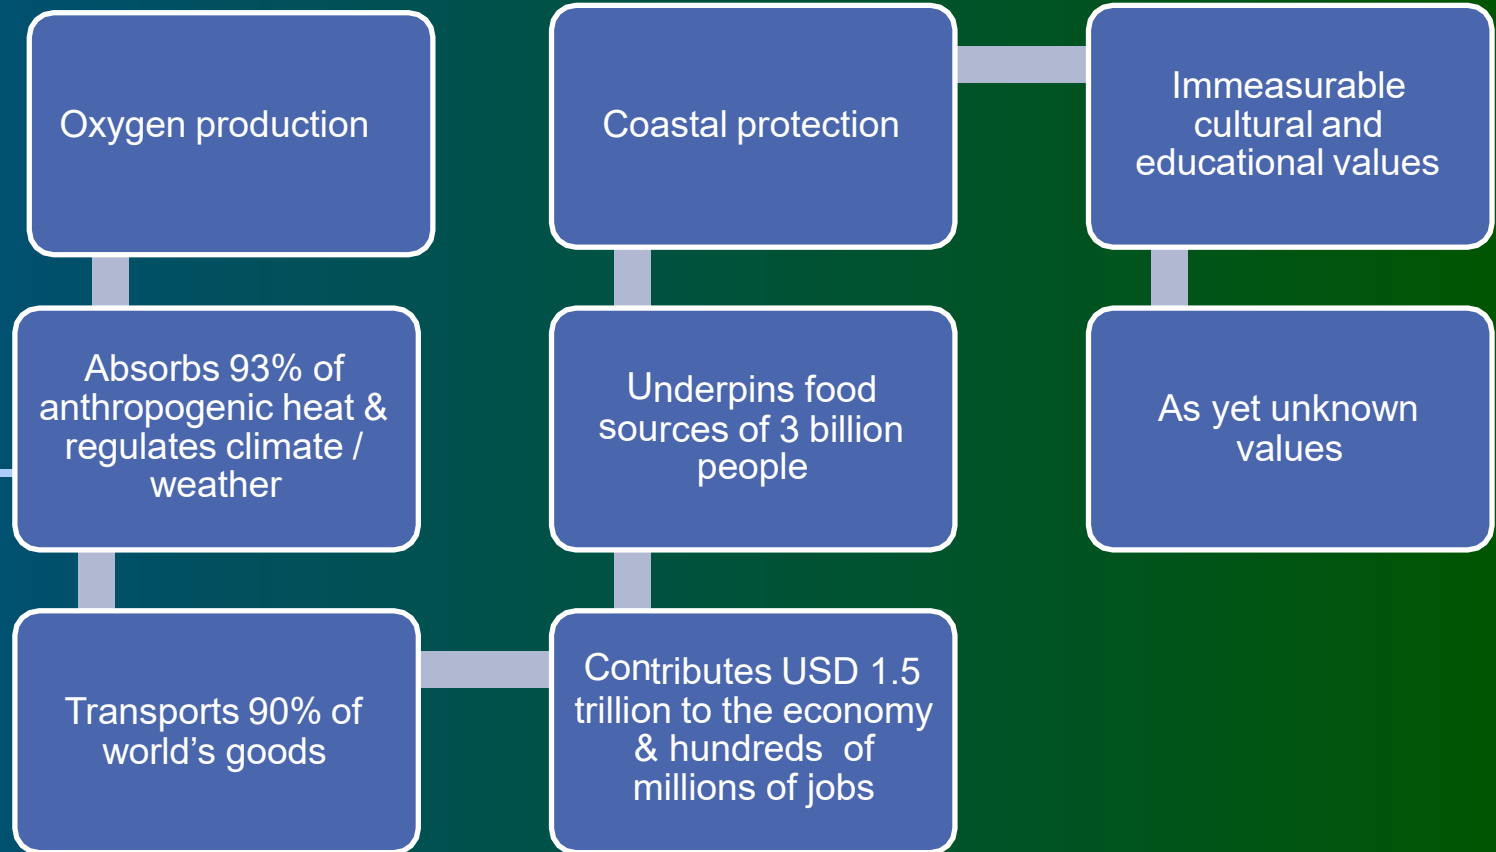 Oxygen production
Absorbs 93% of
anthropogenic heat &
regulates climate /
weather
Transports 90% of
world’s goods
Contributes USD 1.5
trillion to the economy
& hundreds  of
millions of jobs
Underpins food
sources of 3 billion
people
Coastal protection
Immeasurable
cultural and
educational values
As yet unknown
values